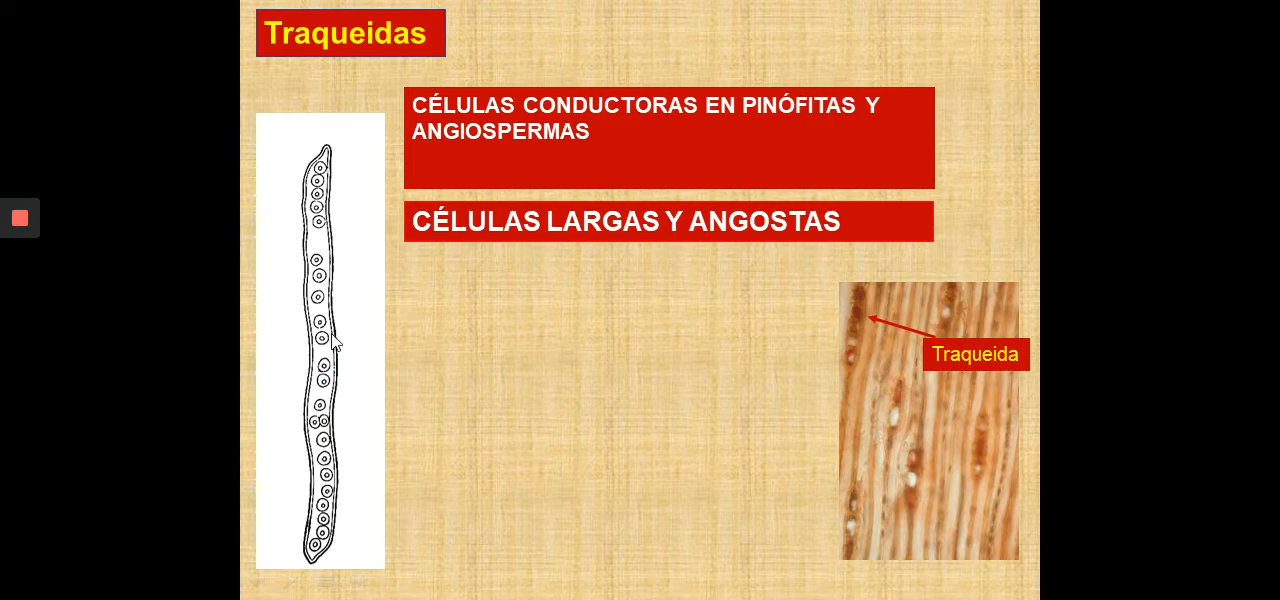 Traqueidas
CÉLULAS CONDUCTORAS EN PINÓFITAS Y
ANGIOSPERMAS
CÉLULAS LARGAS Y ANGOSTAS
Traqueida